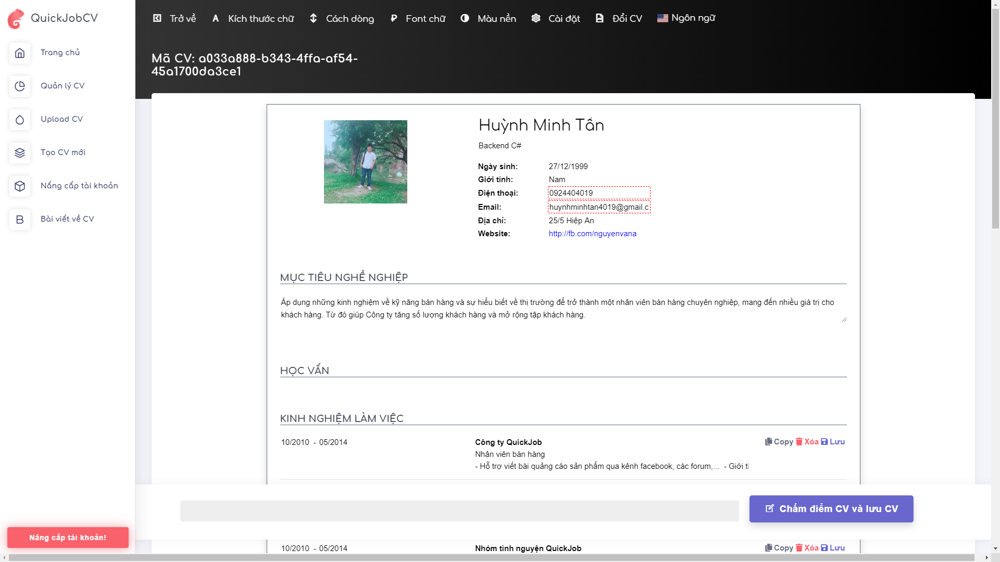 QuickJobCV
Trang chủ
Quản lý CV
Upload CV
Tạo CV mới
Nấng cấp tài khoản
Bài viết về CV
Nâng cấp tài khoản!
Trở về
Kích thước chữ
Cách dòng
Font chữ
Màu nền
Cài đặt
Đổi CV
Ngôn ngữ
Mã CV: a033a888-b343-4ffa-af54-
45a1700da3ce1
Huỳnh Minh Tấn
Backend C#
Ngày sinh: 27/12/1999
Giới tính: Nam
Điện thoại: 0924404019
Email: huynhminhtan4019@gmail.c
Địa chỉ: 25/5 Hiệp An
Website: http://fb.com/nguyenvana
MỤC TIÊU NGHỀ NGHIỆP
Áp dụng những kinh nghiệm về kỹ năng bán hàng và sự hiểu biết về thị trường để trở thành một nhân viên bán hàng chuyên nghiệp, mang đến nhiều giá trị cho
khách hàng. Từ đó giúp Công ty tăng số lượng khách hàng và mở rộng tập khách hàng.
HỌC VẤN
KINH NGHIỆM LÀM VIỆC
10/2010 - 05/2014 Công ty QuickJob Copy Xóa Lưu
Nhân viên bán hàng
- Hỗ trợ viết bài quảng cáo sản phẩm qua kênh facebook, các forum,... - Giới
Chấm điểm CV và lưu CV
10/2010 - 05/2014 Nhóm tình nguyện QuickJob Copy Xóa Lưu